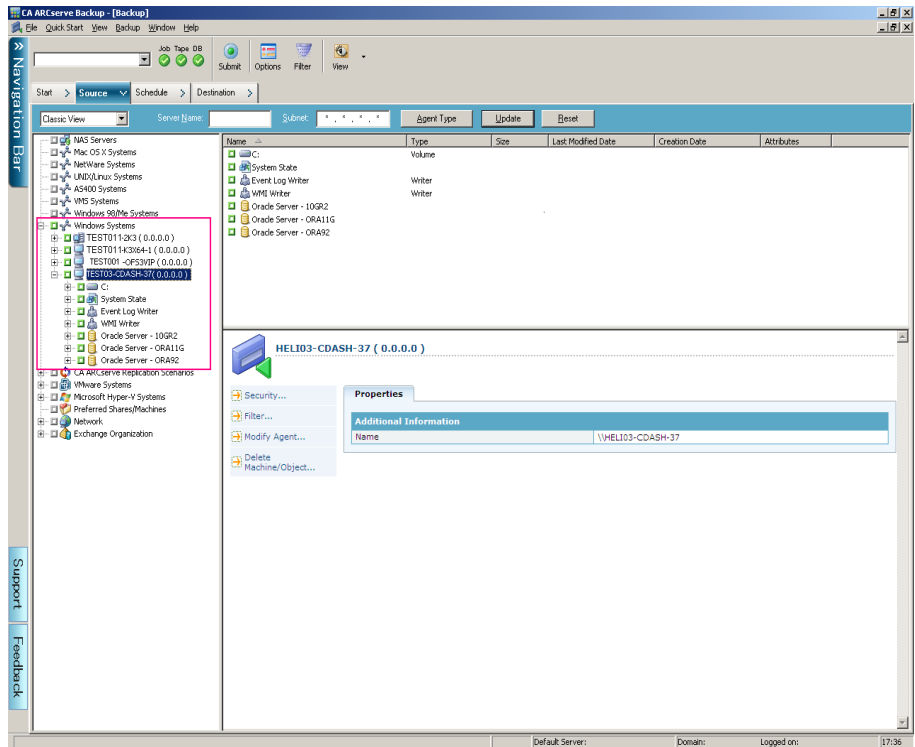 CA ARCserve Backup - [Backup]
File Quick Start View Backup Window Help
Job Tape DB
Submit Options Filter View
» Navigation Bar
Start > Source Schedule > Destination >
Classic View Server Name: Subnet: * . * . * . * Agent Type Update Reset
NAS Servers
Mac OS X Systems
NetWare Systems
UNIX/Linux Systems
AS400 Systems
VMS Systems
Windows 98/Me Systems
Windows Systems
TEST011-2K3 ( 0.0.0.0 )
TEST011-K3X64-1 ( 0.0.0.0 )
TEST001 -OFS3VIP ( 0.0.0.0 )
TEST03-CDASH-37( 0.0.0.0 )
C:
System State
Event Log Writer
WMI Writer
Oracle Server - 10GR2
Oracle Server - ORA11G
Oracle Server - ORA92
CA ARCserve Replication Scenarios
VMware Systems
Microsoft Hyper-V Systems
Preferred Shares/Machines
Network
Exchange Organization
Name Type Size Last Modified Date Creation Date Attributes
C: Volume
System State
Event Log Writer Writer
WMI Writer Writer
Oracle Server - 10GR2
Oracle Server - ORA11G
Oracle Server - ORA92
HELI03-CDASH-37 ( 0.0.0.0 )
Security...
Filter...
Modify Agent...
Delete
Machine/Object...
Properties
Additional Information
Name \\HELI03-CDASH-37
Support
Feedback
Default Server: Domain: Logged on: 17:36